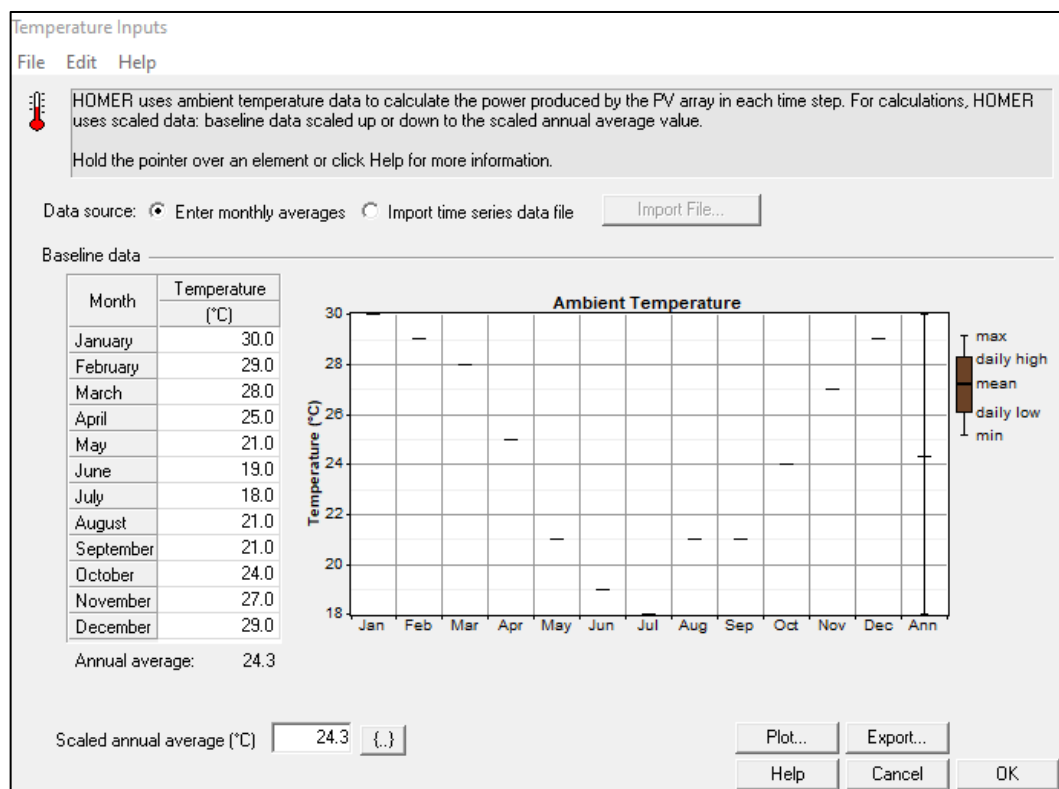 Temperature Inputs
File Edit Help
HOMER uses ambient temperature data to calculate the power produced by the PV array in each time step. For calculations, HOMER
uses scaled data: baseline data scaled up or down to the scaled annual average value.
Hold the pointer over an element or click Help for more information.
Data source: Enter monthly averages Import time series data file Import File...
Baseline data
Month Temperature
(°C)
January 30.0
February 29.0
March 28.0
April 25.0
May 21.0
June 19.0
July 18.0
August 21.0
September 21.0
October 24.0
November 27.0
December 29.0
Annual average: 24.3
Ambient Temperature
Temperature (°C)
30
28
26
24
22
20
18
Jan Feb Mar Apr May Jun Jul Aug Sep Oct Nov Dec Ann
max
daily high
mean
daily low
min
Scaled annual average (°C) 24.3 {..}
Plot... Export...
Help Cancel OK